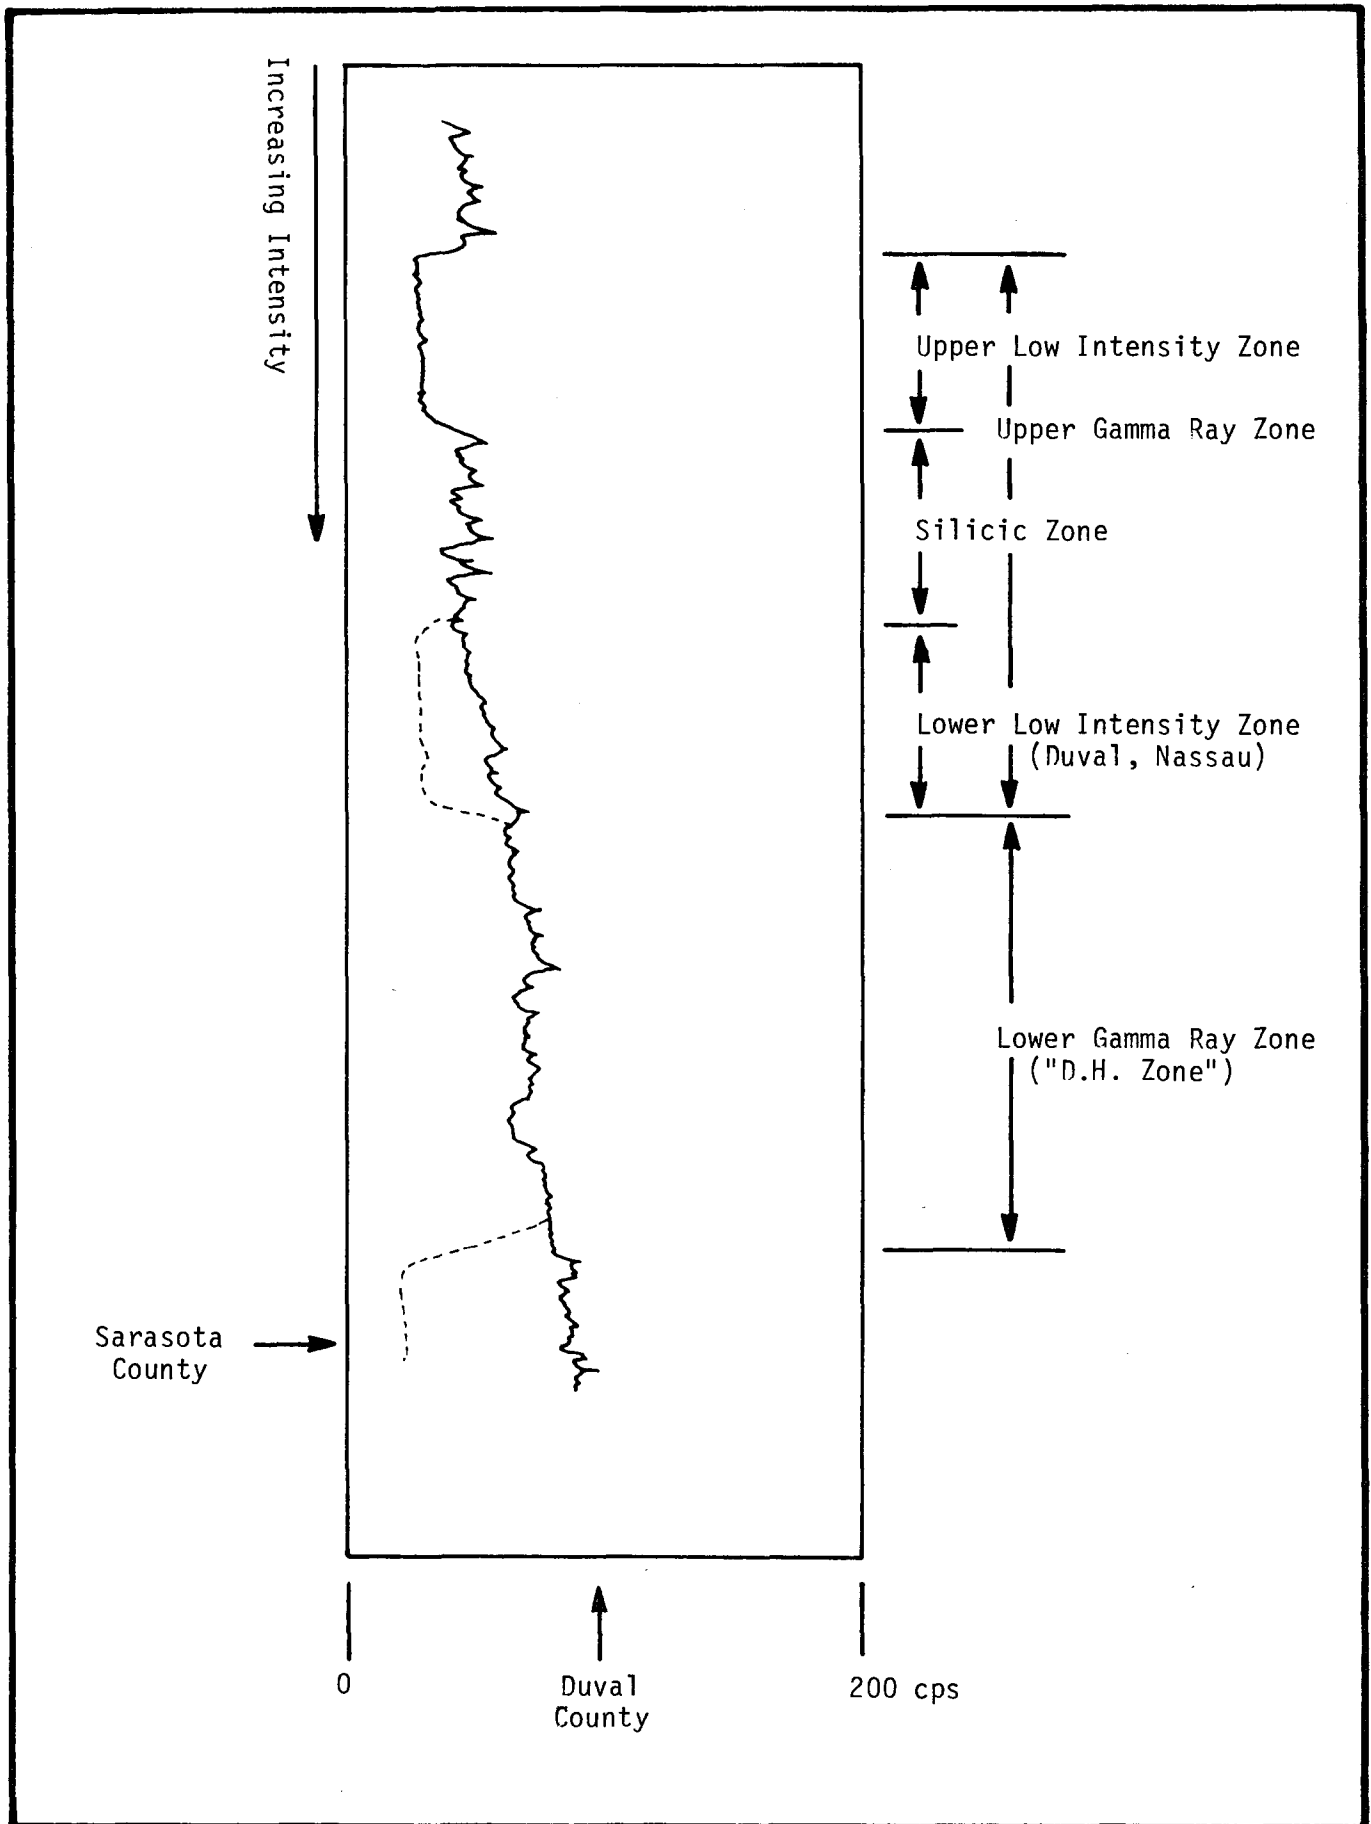 Increasing Intensity
Upper Low Intensity Zone
Upper Gamma Ray Zone
Silicic Zone
Lower Low Intensity Zone
(Duval, Nassau)
Lower Gamma Ray Zone
("D.H. Zone")
Sarasota
County
0
Duval
County
200 cps